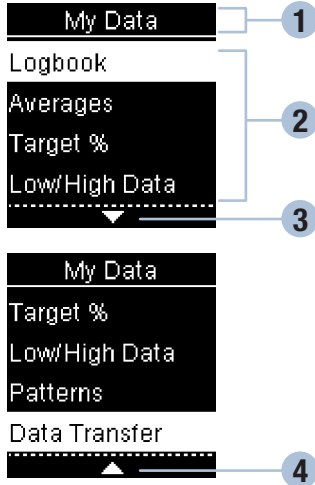 My Data
1
Logbook
Averages
2
Target %
Low/High Data
3
My Data
Target %
Low/High Data
Patterns
Data Transfer
4